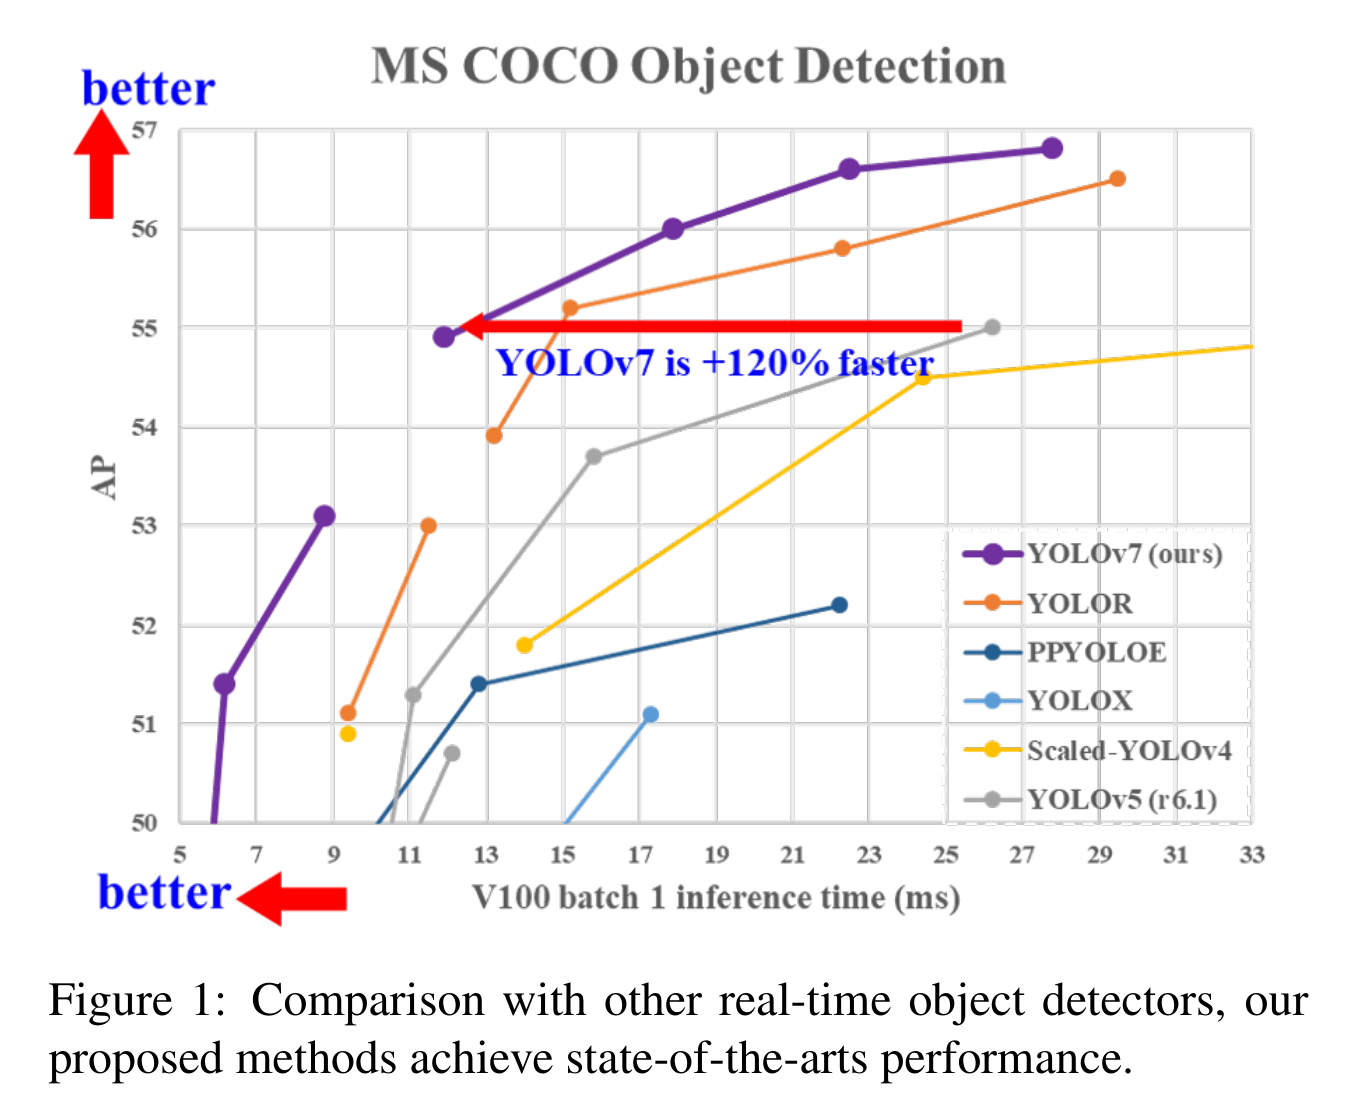 MS COCO Object Detection
better
57
56
55
54
53
52
51
50
AP
YOLOv7 is +120% faster
YOLOv7 (ours)
YOLOR
PPYOLOE
YOLOX
Scaled-YOLOv4
YOLOv5 (r6.1)
5 7 9 11 13 15 17 19 21 23 25 27 29 31 33
better
V100 batch 1 inference time (ms)
Figure 1: Comparison with other real-time object detectors, our
proposed methods achieve state-of-the-arts performance.